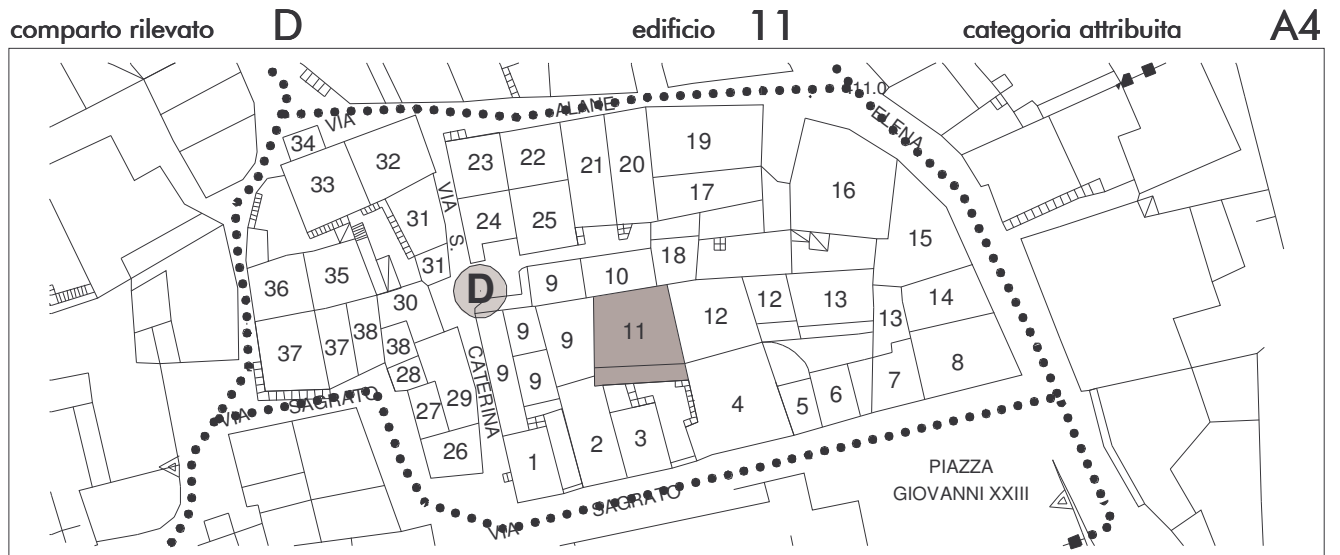 comparto rilevato D edificio 11 categoria attribuita A4
VIA ALANE 11.0
ELENA
34 33 32 23 22 21 20 19
17 16
31 VIA S. 24 25 15
31 18
36 35 9 10
D
30 12 13 14
38 9 9 11 12 13
37 37 38
28 9 9 7 8
29 CATERINA
27 4 5 6
VIA SAGRATO
26 1 2 3
PIAZZA
GIOVANNI XXIII
VIA SAGRATO